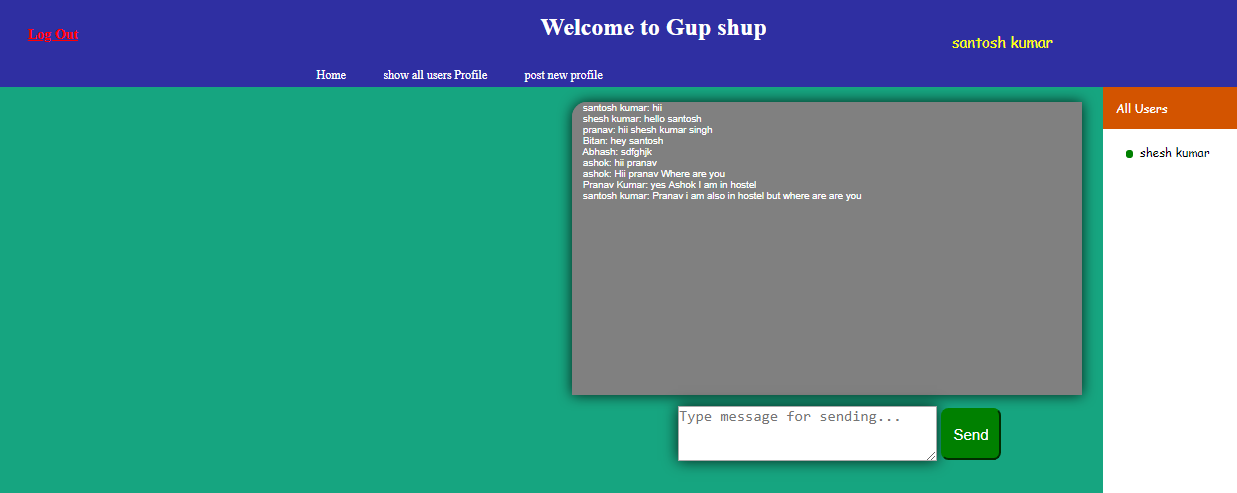 Log Out
Welcome to Gup shup
santosh kumar
Home show all users Profile post new profile
santosh kumar: hii
shesh kumar: hello santosh
pranav: hii shesh kumar singh
Bitan: hey santosh
Abhash: sdfghjk
ashok: hii pranav
ashok: Hii pranav Where are you
Pranav Kumar: yes Ashok I am in hostel
santosh kumar: Pranav i am also in hostel but where are are you
Type message for sending...
Send
All Users
shesh kumar